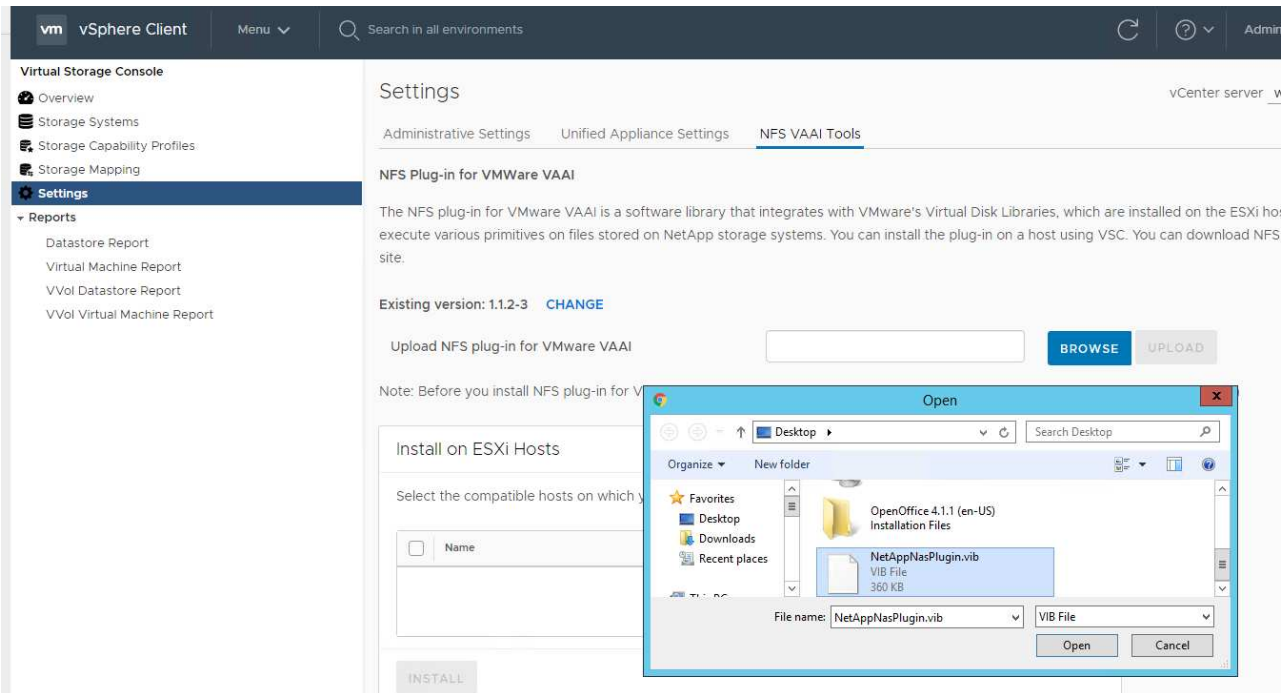 vm vSphere Client Menu Search in all environments Admin
Virtual Storage Console
Overview
Storage Systems
Storage Capability Profiles
Storage Mapping
Settings
Reports
Datastore Report
Virtual Machine Report
VVol Datastore Report
VVol Virtual Machine Report
Settings
vCenter server w
Administrative Settings Unified Appliance Settings NFS VAAI Tools
NFS Plug-in for VMWare VAAI
The NFS plug-in for VMware VAAI is a software library that integrates with VMware's Virtual Disk Libraries, which are installed on the ESXi hos
execute various primitives on files stored on NetApp storage systems. You can install the plug-in on a host using VSC. You can download NFS
site.
Existing version: 1.1.2-3 CHANGE
Upload NFS plug-in for VMware VAAI BROWSE UPLOAD
Note: Before you install NFS plug-in for V
Install on ESXi Hosts
Select the compatible hosts on which y
Name
INSTALL
Open
x
Desktop
Search Desktop
Organize New folder
Favorites
Desktop
Downloads
Recent places
OpenOffice 4.1.1 (en-US)
Installation Files
NetAppNasPlugin.vib
VIB File
360 KB
File name: NetAppNasPlugin.vib VIB File
Open Cancel